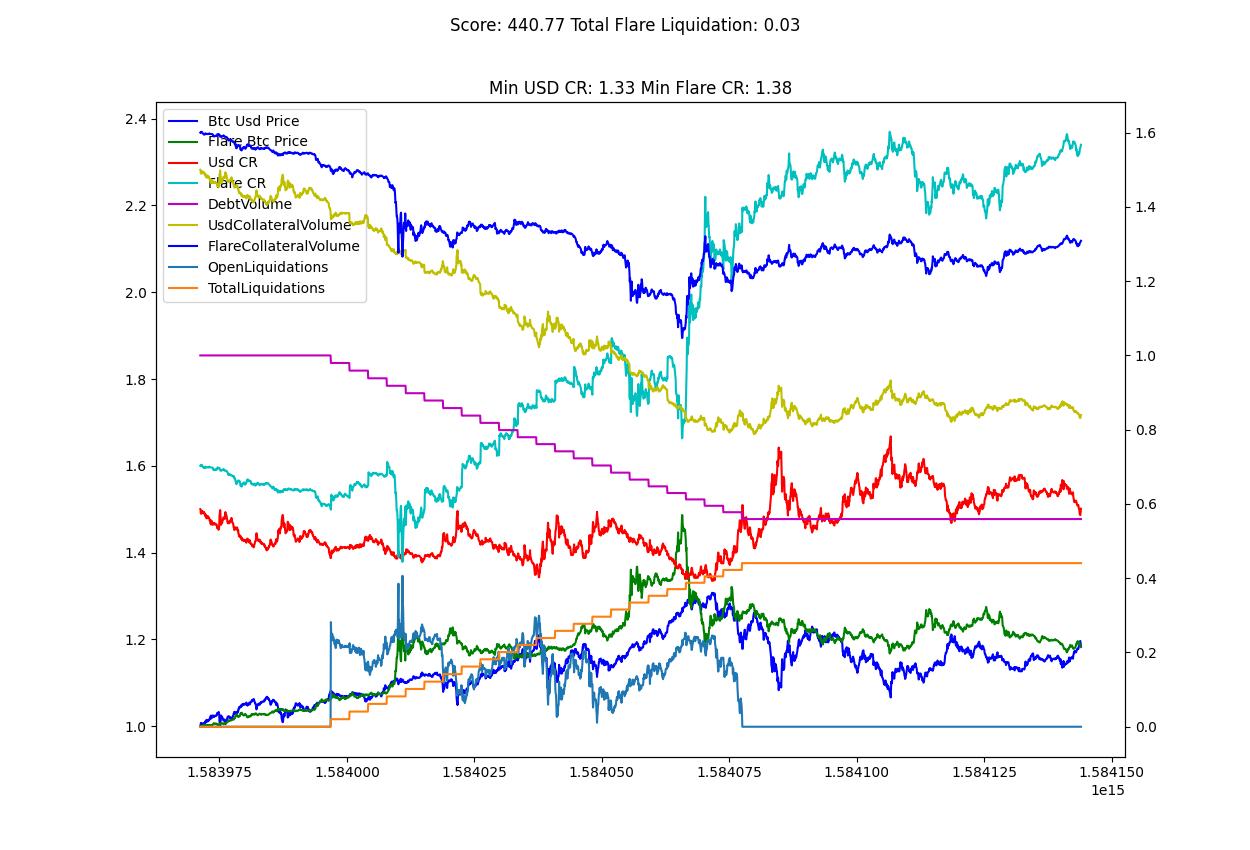 Score: 440.77 Total Flare Liquidation: 0.03
Min USD CR: 1.33 Min Flare CR: 1.38
Btc Usd Price
Flare Btc Price
Usd CR
Flare CR
DebtVolume
UsdCollateralVolume
FlareCollateralVolume
OpenLiquidations
TotalLiquidations
2.4
2.2
2.0
1.8
1.6
1.4
1.2
1.0
1.6
1.4
1.2
1.0
0.8
0.6
0.4
0.2
0.0
1.583975 1.584000 1.584025 1.584050 1.584075 1.584100 1.584125 1.584150
1e15